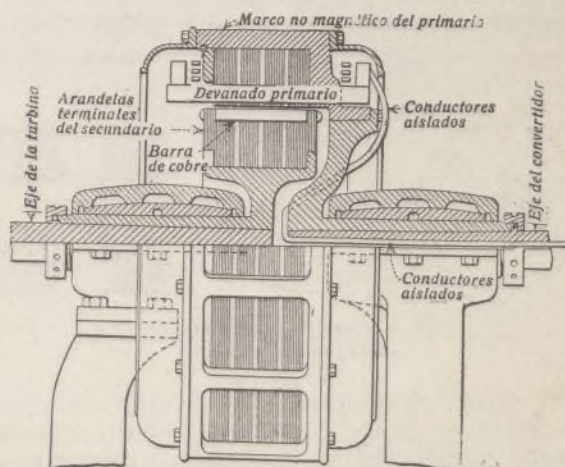 Marco no magnético del primario
Devanado primario
Arandelas
terminales
del secundario
Conductores
aislados
Barra
de cobre
Eje de la turbina
Eje del convertidor
Conductores
aislados